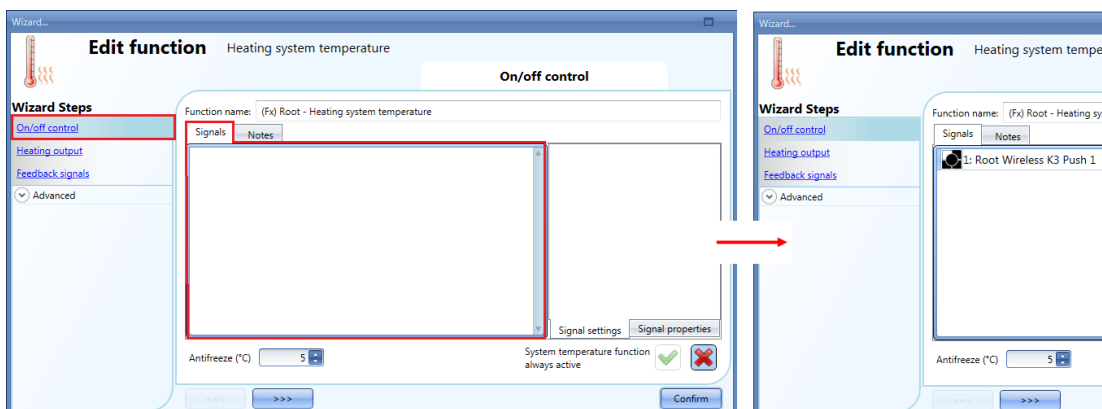 Wizard...
Edit function Heating system temperature
On/off control
Wizard Steps
On/off control
Heating output
Feedback signals
Advanced
Function name: (Fx) Root - Heating system temperature
Signals Notes
Signal settings Signal properties
Antifreeze (°C) 5
System temperature function
always active
<<< >>> Confirm
Wizard...
Edit function Heating system tempe
Wizard Steps
On/off control
Heating output
Feedback signals
Advanced
Function name: (Fx) Root - Heating sy
Signals Notes
1: Root Wireless K3 Push 1
Antifreeze (°C) 5
<<< >>>